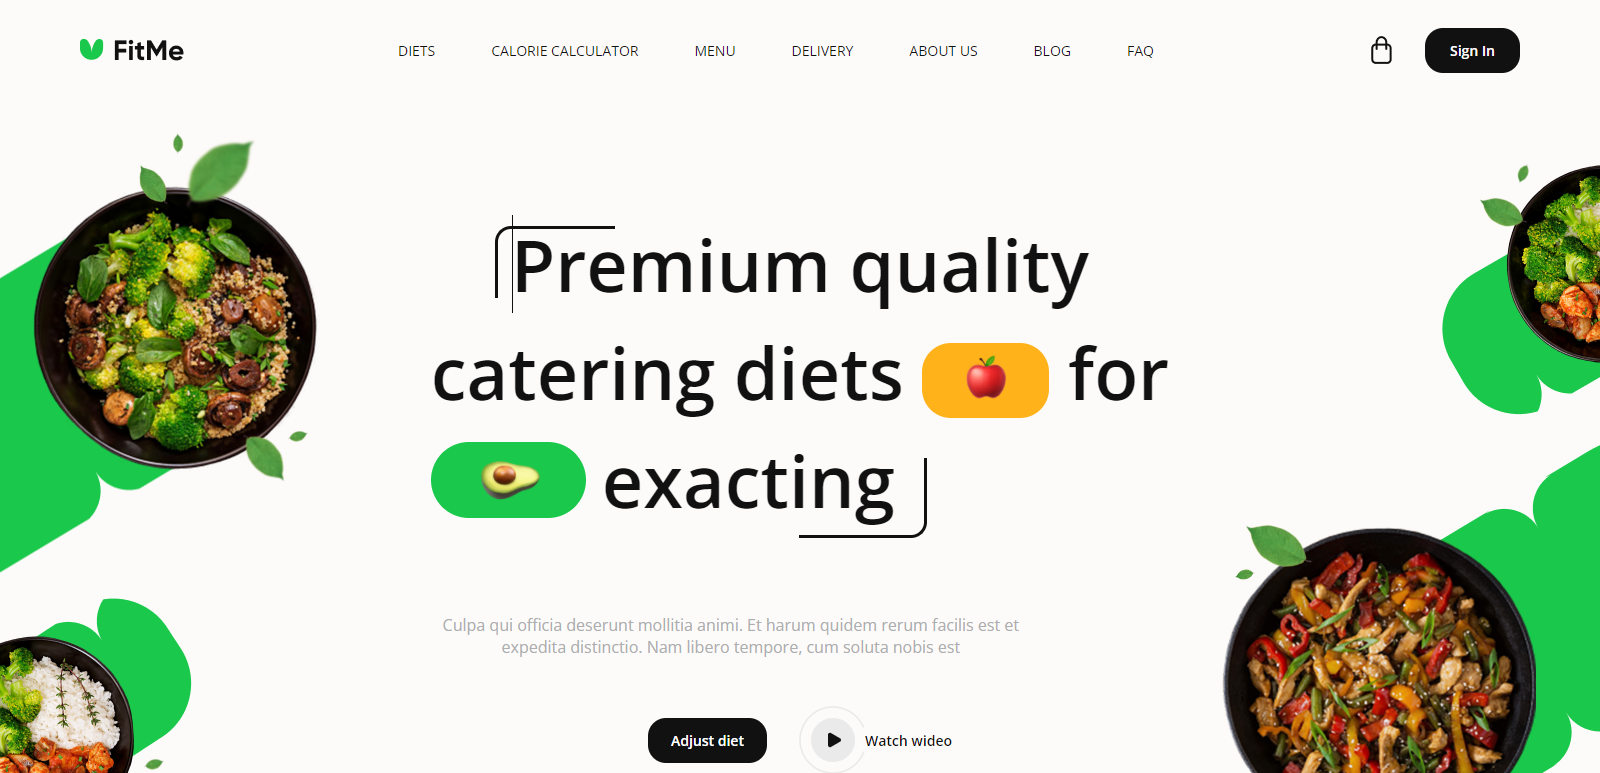 FitMe
DIETS
CALORIE CALCULATOR
MENU
DELIVERY
ABOUT US
BLOG
FAQ
Sign In
Premium quality
catering diets for
exacting
Culpa qui officia deserunt mollitia animi. Et harum quidem rerum facilis est et
expedita distinctio. Nam libero tempore, cum soluta nobis est
Adjust diet
Watch wideo